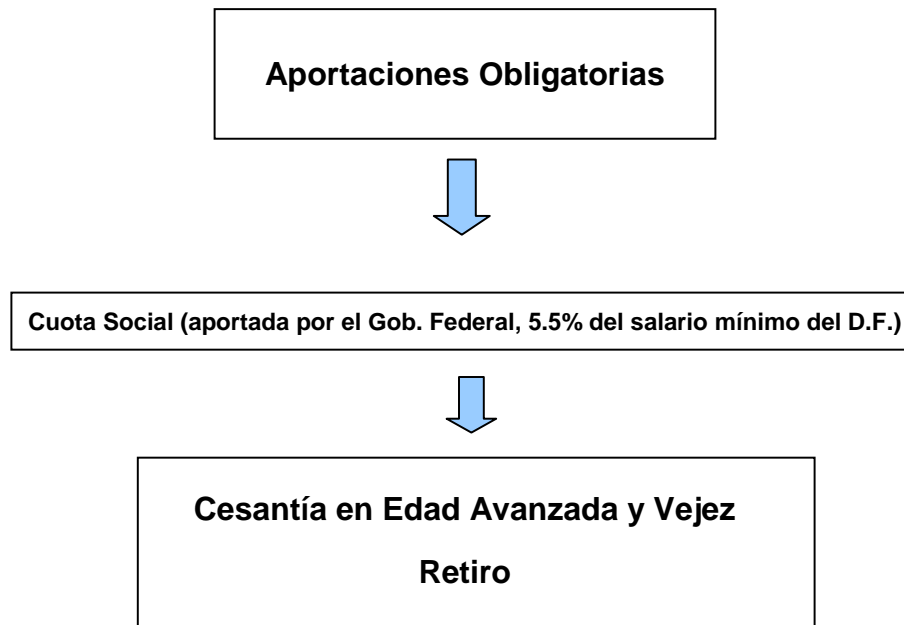 Aportaciones Obligatorias
Cuota Social (aportada por el Gob. Federal, 5.5% del salario mínimo del D.F.)
Cesantía en Edad Avanzada y Vejez
Retiro